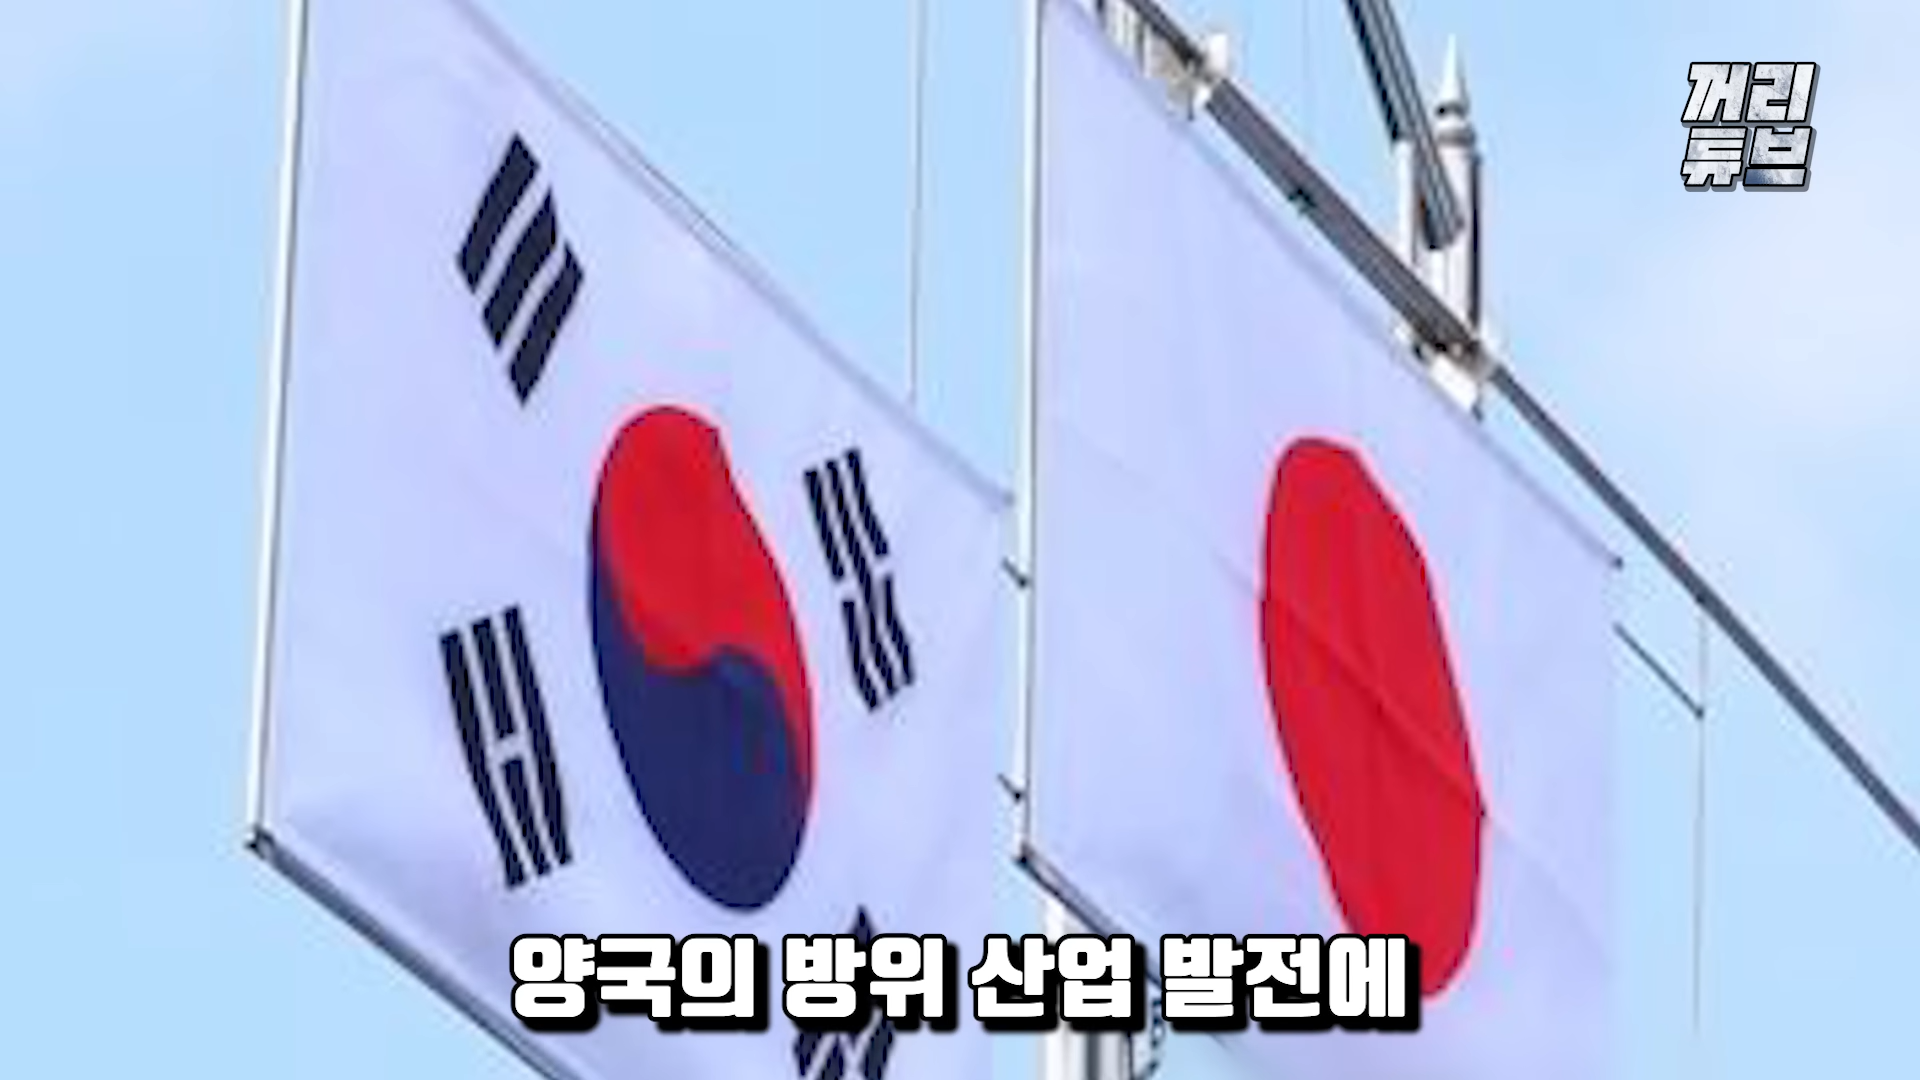 꺼리
튜브
양국의 방위 산업 발전에